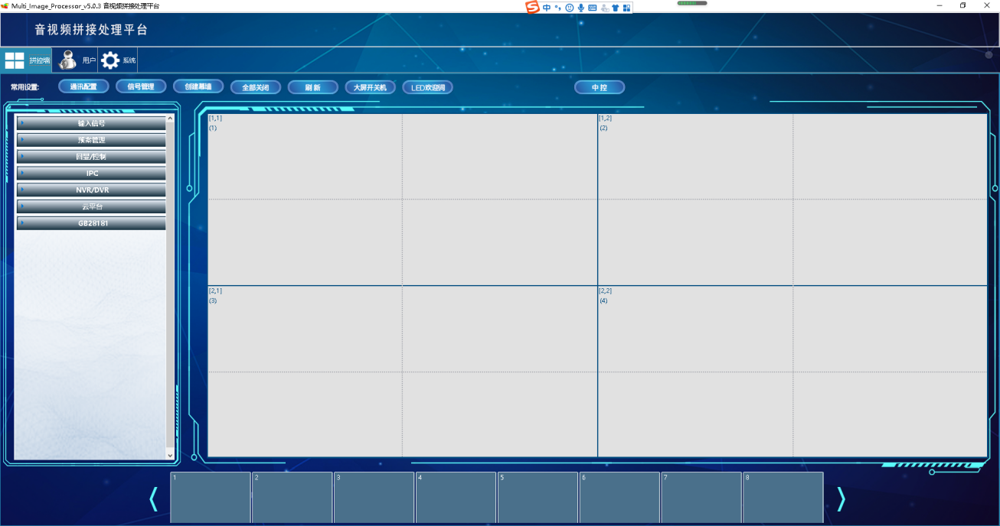 Multi_Image_Processor_v5.0.3 音视频拼接处理平台
中
音视频拼接处理平台
拼控墙 用户 系统
常用设置: 通讯配置 信号管理 创建幕墙 全部关闭 刷 新 大屏开关机 LED欢迎词 中 控
输入信号
预案管理
回显/控制
IPC
NVR/DVR
云平台
GB28181
[1,1] [1,2]
(1) (2)
[2,1] [2,2]
(3) (4)
1 2 3 4 5 6 7 8